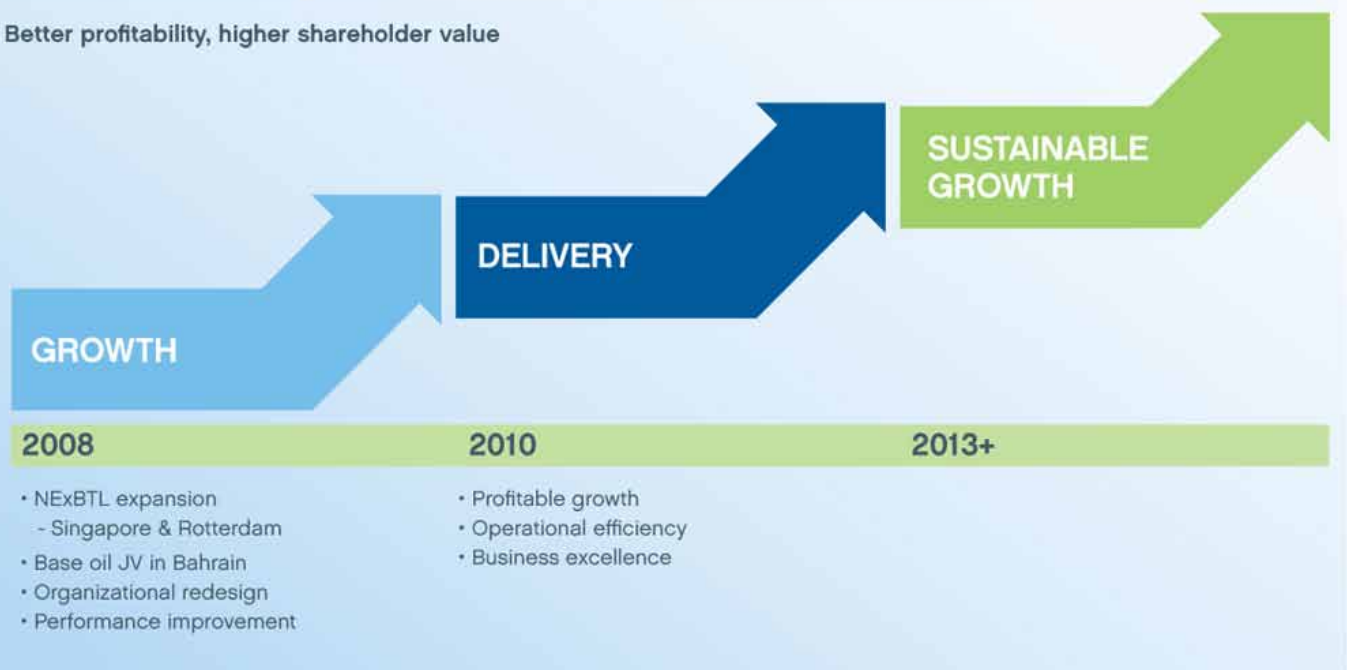 Better profitability, higher shareholder value
SUSTAINABLE
GROWTH
DELIVERY
GROWTH
2008
2010
2013+
• NExBTL expansion
- Singapore & Rotterdam
• Base oil JV in Bahrain
• Organizational redesign
• Performance improvement
• Profitable growth
• Operational efficiency
• Business excellence